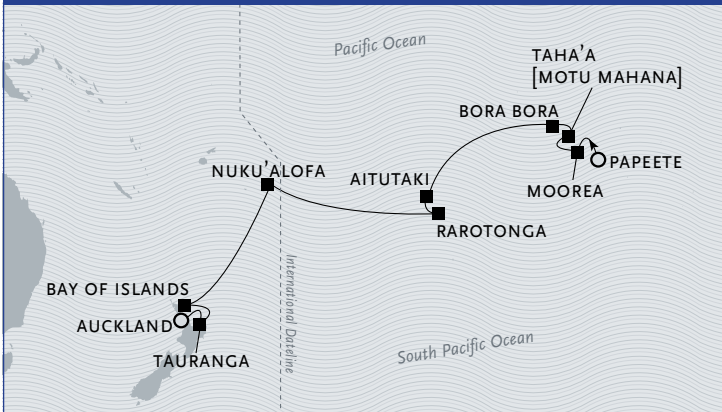 Pacific Ocean
TAHA'A
[MOTU MAHANA]
BORA BORA
PAPEETE
MOOREA
NUKU'ALOFA
AITUTAKI
RAROTONGA
International Dateline
BAY OF ISLANDS
AUCKLAND
TAURANGA
South Pacific Ocean